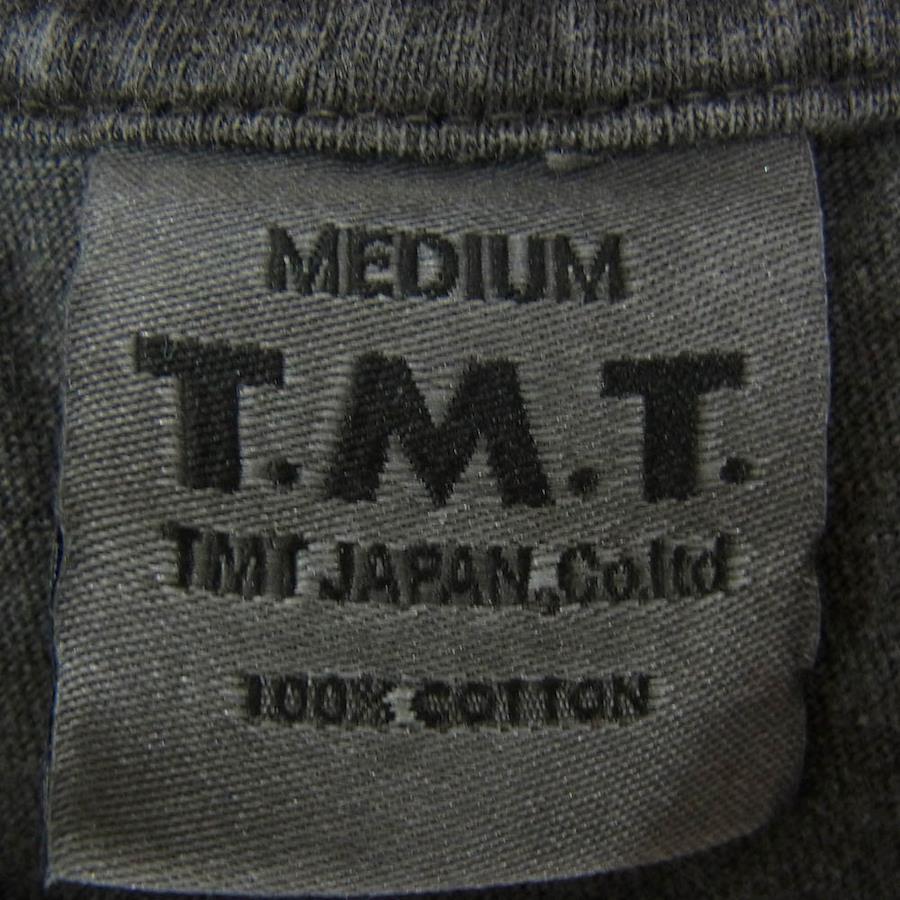 MEDIUM
T.M.T.
TMT JAPAN,Co.ltd
100% COTTON